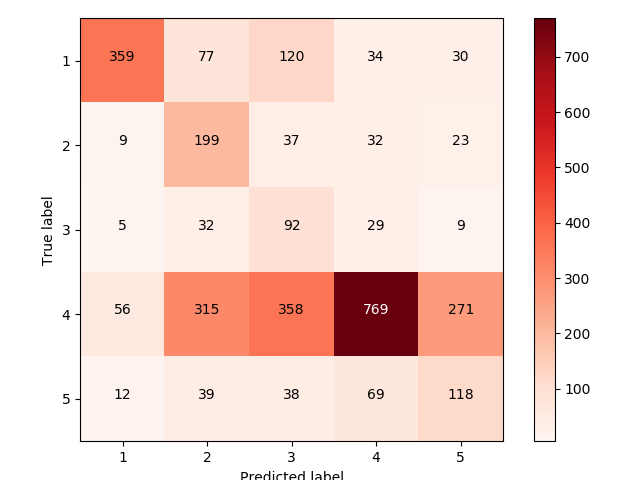 1 359 77 120 34 30
2 9 199 37 32 23
3 5 32 92 29 9
4 56 315 358 769 271
5 12 39 38 69 118
1 2 3 4 5
True label
Predicted label
700
600
500
400
300
200
100